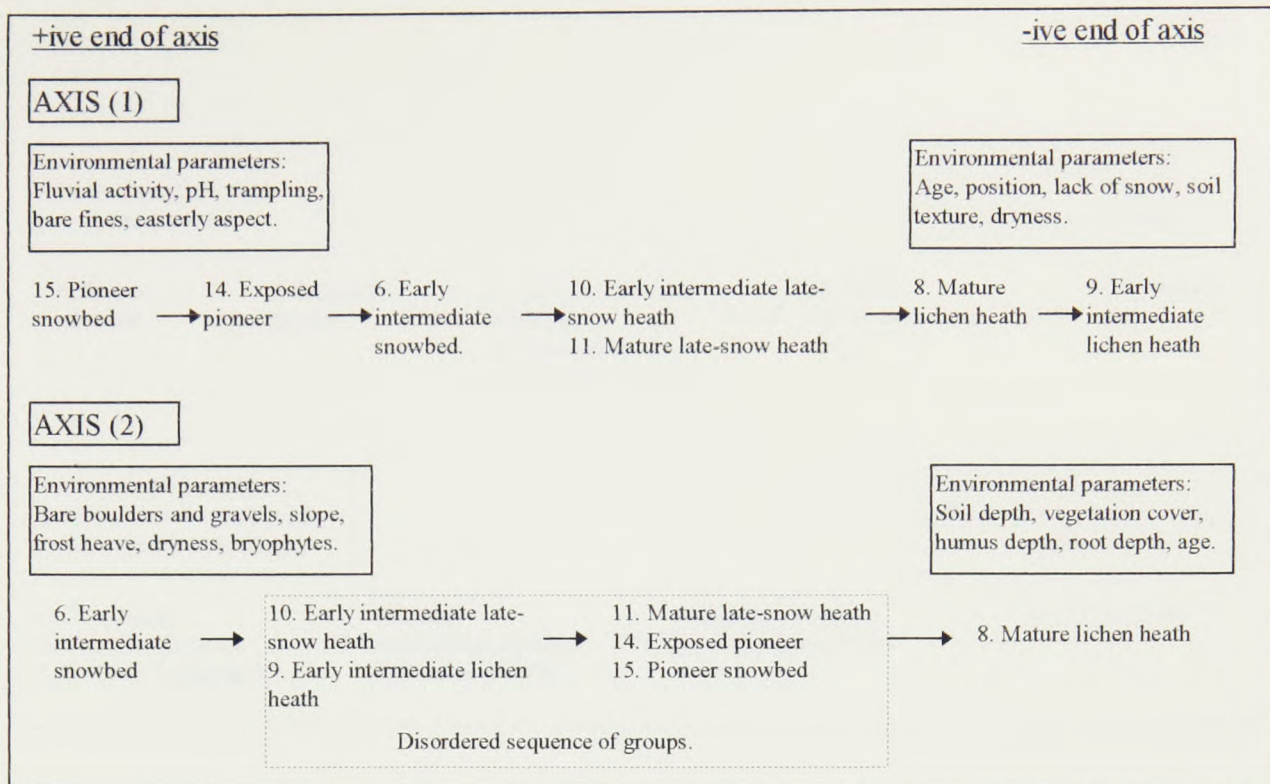 +ive end of axis
-ive end of axis
AXIS (1)
Environmental parameters:
Fluvial activity, pH, trampling,
bare fines, easterly aspect.
Environmental parameters:
Age, position, lack of snow, soil
texture, dryness.
15. Pioneer
snowbed
14. Exposed
pioneer
6. Early
intermediate
snowbed.
10. Early intermediate late-
snow heath
11. Mature late-snow heath
8. Mature
lichen heath
9. Early
intermediate
lichen heath
AXIS (2)
Environmental parameters:
Bare boulders and gravels, slope,
frost heave, dryness, bryophytes.
Environmental parameters:
Soil depth, vegetation cover,
humus depth, root depth, age.
6. Early
intermediate
snowbed
10. Early intermediate late-
snow heath
9. Early intermediate lichen
heath
11. Mature late-snow heath
14. Exposed pioneer
15. Pioneer snowbed
8. Mature lichen heath
Disordered sequence of groups.